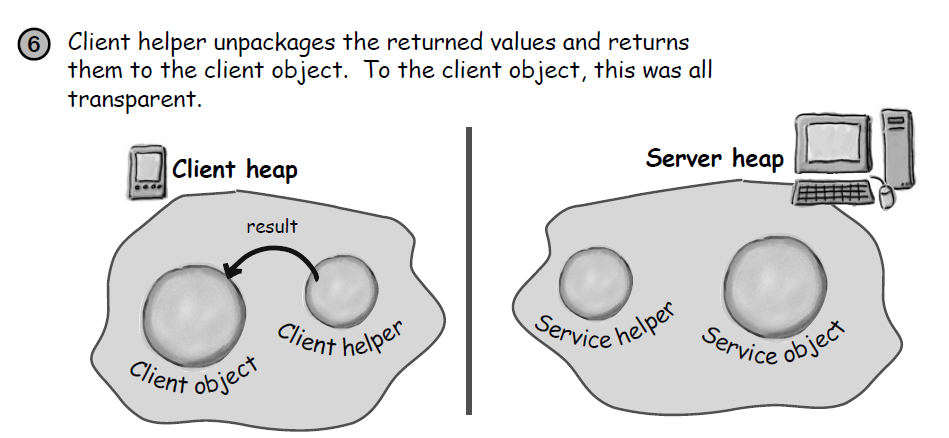 6 Client helper unpackages the returned values and returns
them to the client object. To the client object, this was all
transparent.
Client heap
Server heap
result
Client object
Client helper
Service helper
Service object